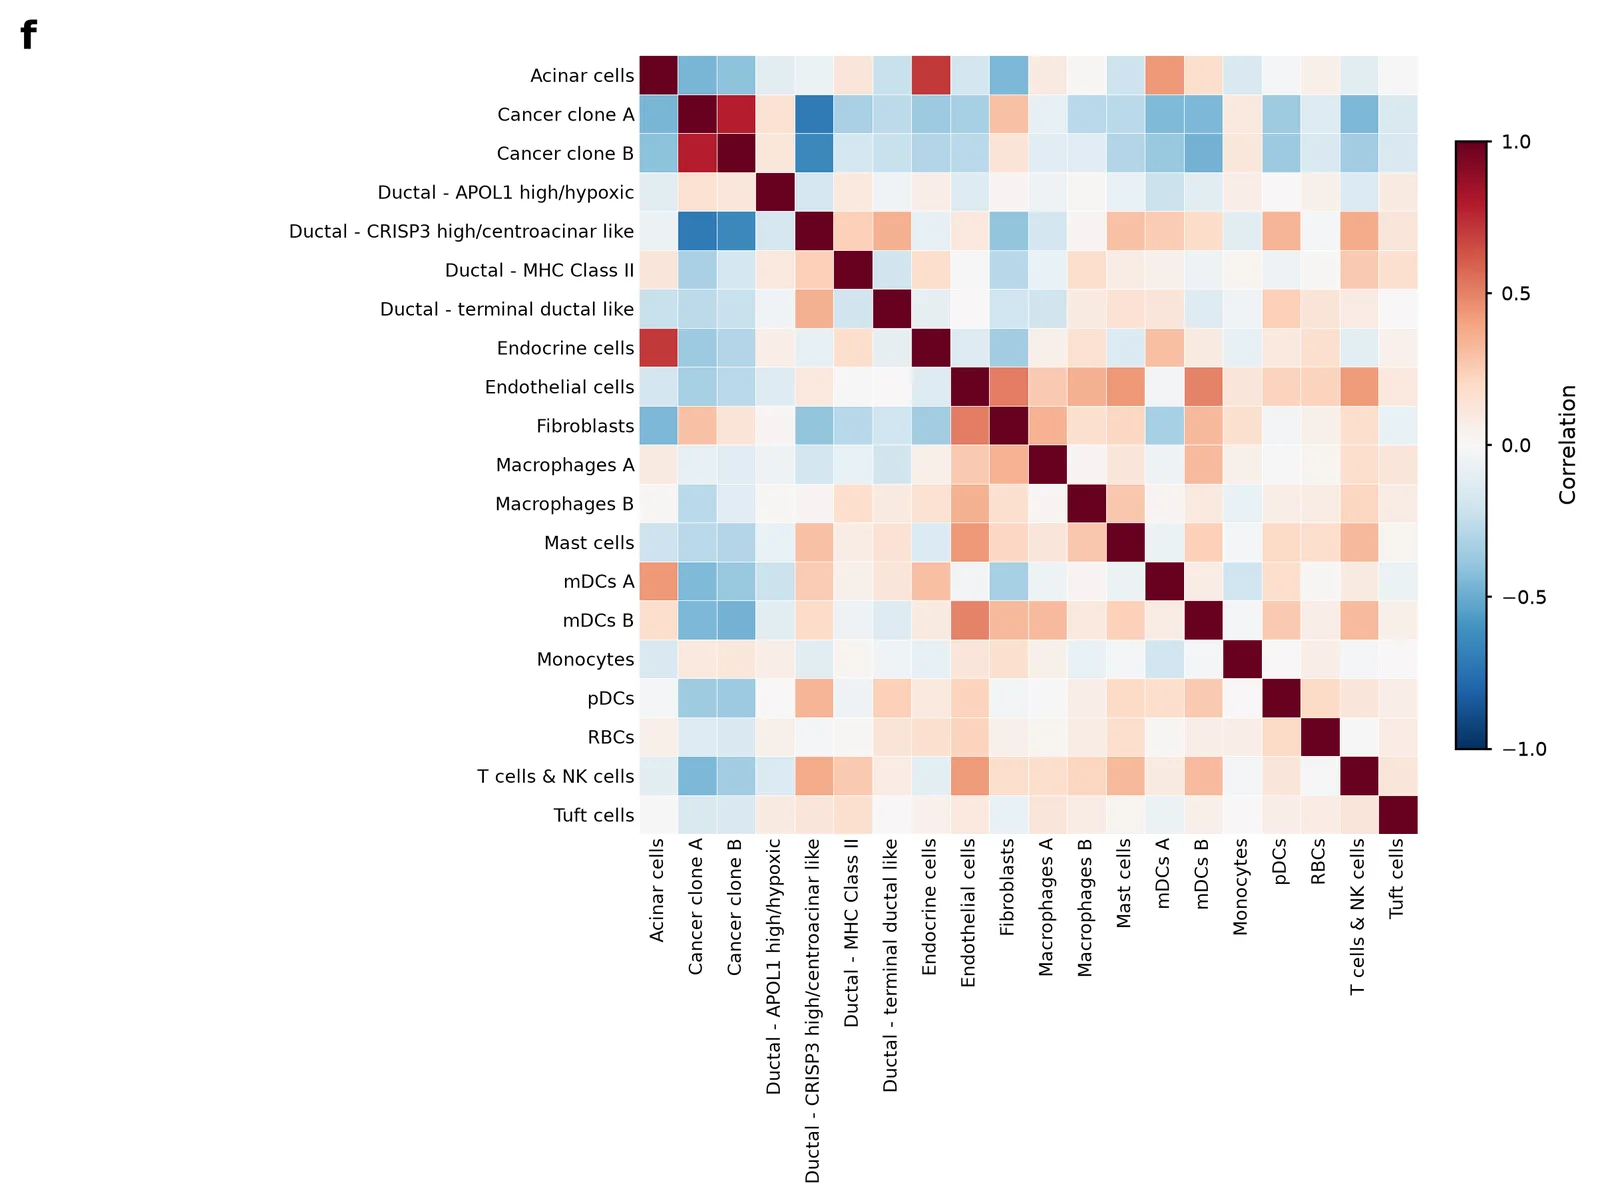 f
Acinar cells
Cancer clone A
Cancer clone B
Ductal - APOL1 high/hypoxic
Ductal - CRISP3 high/centroacinar like
Ductal - MHC Class II
Ductal - terminal ductal like
Endocrine cells
Endothelial cells
Fibroblasts
Macrophages A
Macrophages B
Mast cells
mDCs A
mDCs B
Monocytes
pDCs
RBCs
T cells & NK cells
Tuft cells
Acinar cells
Cancer clone A
Cancer clone B
Ductal - APOL1 high/hypoxic
Ductal - CRISP3 high/centroacinar like
Ductal - MHC Class II
Ductal - terminal ductal like
Endocrine cells
Endothelial cells
Fibroblasts
Macrophages A
Macrophages B
Mast cells
mDCs A
mDCs B
Monocytes
pDCs
RBCs
T cells & NK cells
Tuft cells
1.0
0.5
0.0
−0.5
−1.0
Correlation